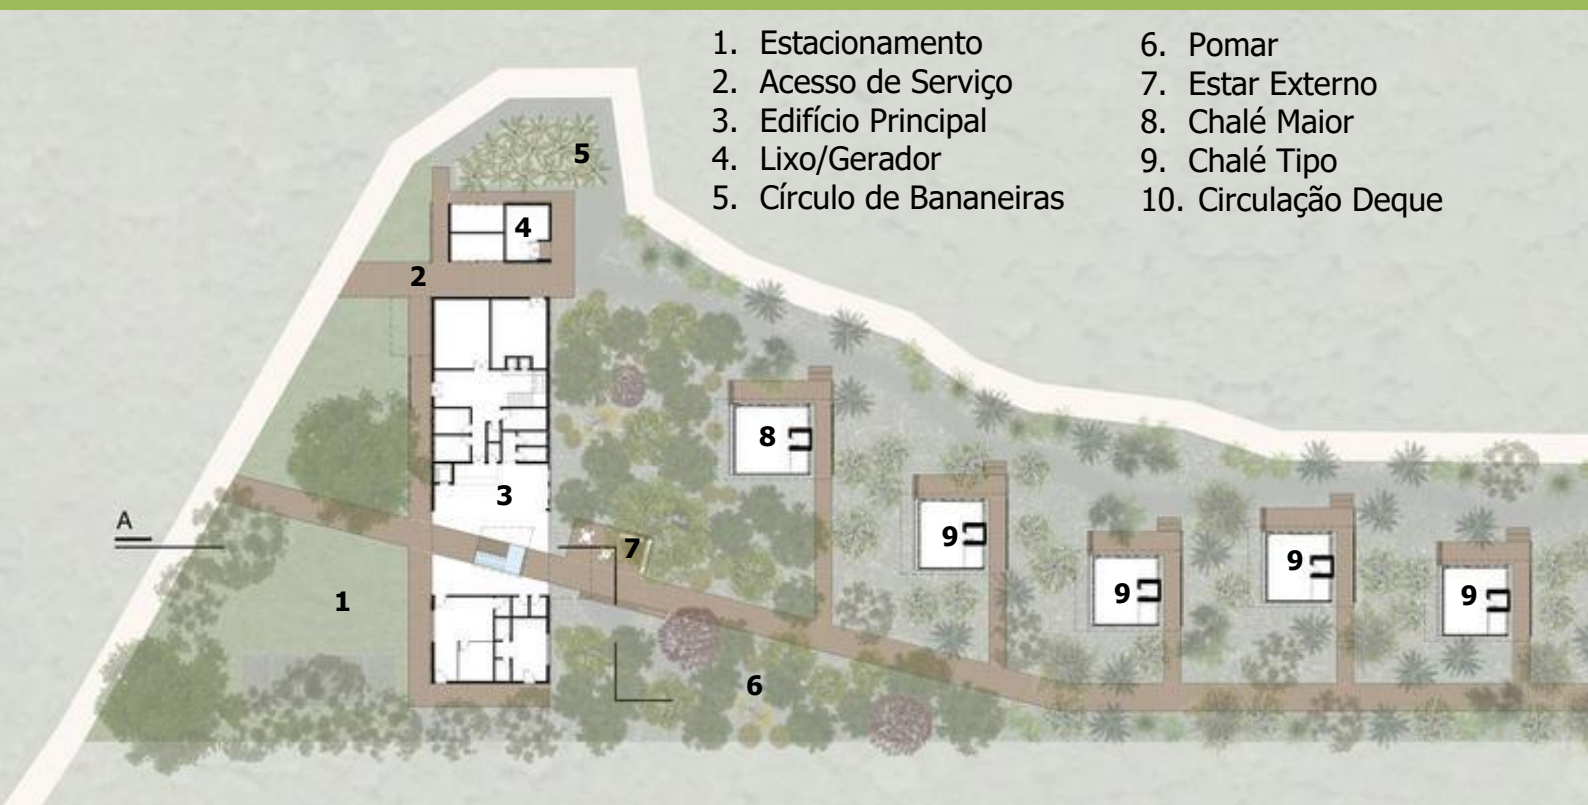 1. Estacionamento
2. Acesso de Serviço
3. Edifício Principal
4. Lixo/Gerador
5. Círculo de Bananeiras
6. Pomar
7. Estar Externo
8. Chalé Maior
9. Chalé Tipo
10. Circulação Deque
5
4
2
8
3
9
A
7
9
9
9
1
6